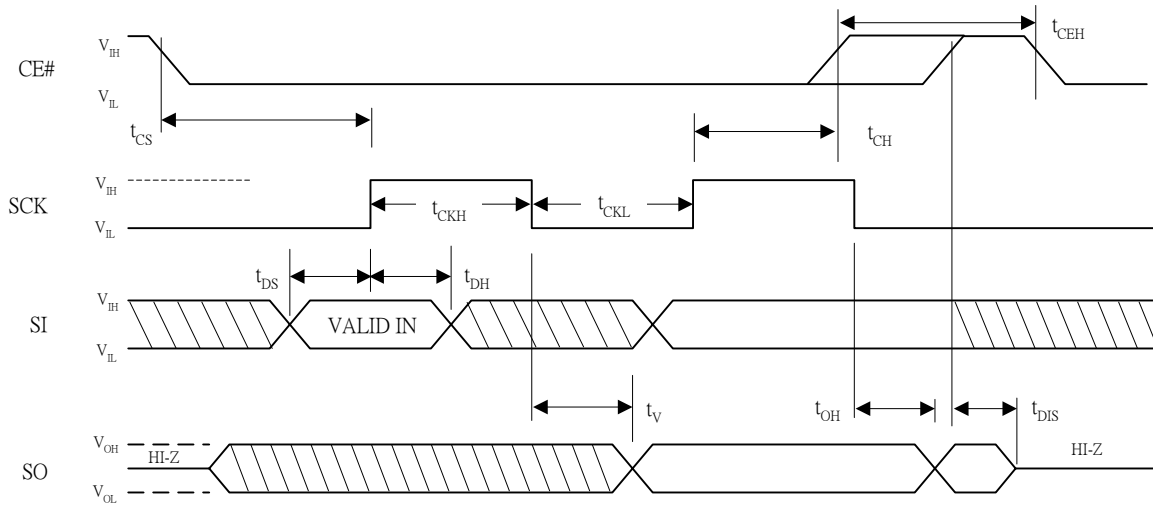 V_IH
CE#
t_CEH
V_IL
t_CS
t_CH
V_IH
SCK
t_CKH
t_CKL
V_IL
t_DS
t_DH
V_IH
SI
VALID IN
V_IL
t_V
t_OH
t_DIS
V_OH
HI-Z
HI-Z
SO
V_OL